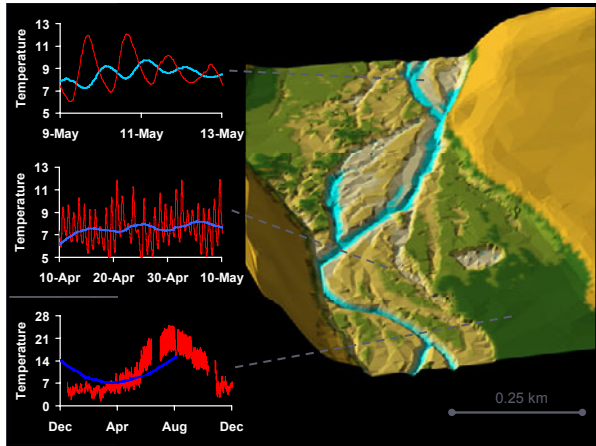 Temperature
13
11
9
7
5
9-May 11-May 13-May
Temperature
13
11
9
7
5
10-Apr 20-Apr 30-Apr 10-May
Temperature
28
21
14
7
0
Dec Apr Aug Dec
0.25 km